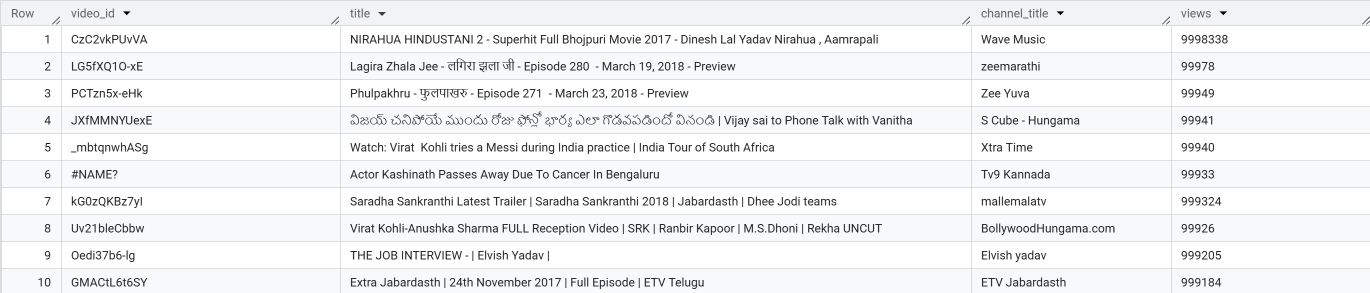 Row video_id title channel_title views
1 CzC2vkPUvVA NIRAHUA HINDUSTANI 2 - Superhit Full Bhojpuri Movie 2017 - Dinesh Lal Yadav Nirahua , Aamrapali Wave Music 9998338
2 LG5fXQ1O-xE Lagira Zhala Jee - लागिरा झाला जी - Episode 280 - March 19, 2018 - Preview zeemarathi 99978
3 PCTzn5x-eHk Phulpakhru - फुलपाखरु - Episode 271 - March 23, 2018 - Preview Zee Yuva 99949
4 JXfMMNYUexE విజయ్ చనిపోయే ముందు రోజు ఫోన్లో భార్య ఎలా గొడవపడిందో వినండి | Vijay sai to Phone Talk with Vanitha S Cube - Hungama 99941
5 _mbtqnwhASg Watch: Virat Kohli tries a Messi during India practice | India Tour of South Africa Xtra Time 99940
6 #NAME? Actor Kashinath Passes Away Due To Cancer In Bengaluru Tv9 Kannada 99933
7 kG0zQKBz7yI Saradha Sankranthi Latest Trailer | Saradha Sankranthi 2018 | Jabardasth | Dhee Jodi teams mallemalatv 999324
8 Uv21bleCbbw Virat Kohli-Anushka Sharma FULL Reception Video | SRK | Ranbir Kapoor | M.S.Dhoni | Rekha UNCUT BollywoodHungama.com 99926
9 Oedi37b6-lg THE JOB INTERVIEW - | Elvish Yadav | Elvish yadav 999205
10 GMACtL6t6SY Extra Jabardasth | 24th November 2017 | Full Episode | ETV Telugu ETV Jabardasth 999184